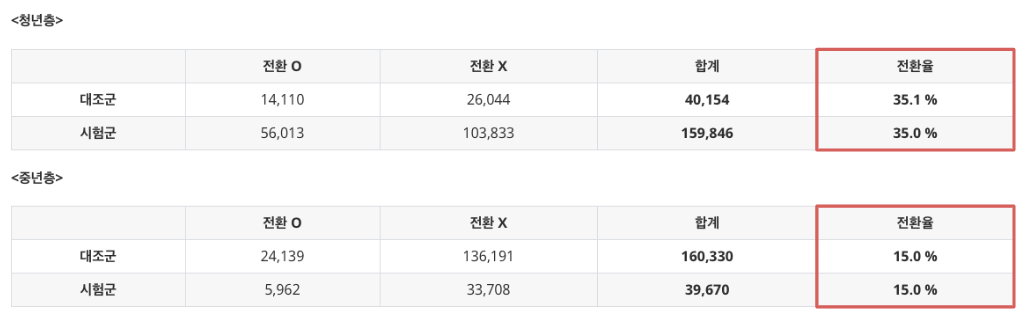 <청년층>
전환 O 전환 X 합계 전환율
대조군 14,110 26,044 40,154 35.1 %
시험군 56,013 103,833 159,846 35.0 %
<중년층>
전환 O 전환 X 합계 전환율
대조군 24,139 136,191 160,330 15.0 %
시험군 5,962 33,708 39,670 15.0 %